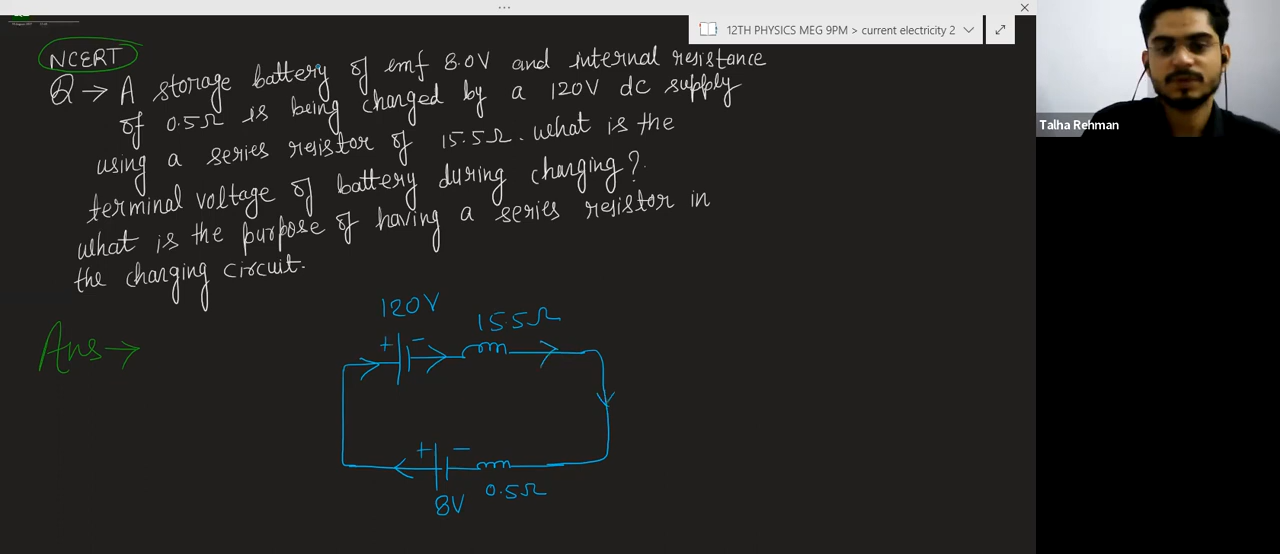 12TH PHYSICS MEG 9PM > current electricity 2
NCERT
Q → A storage battery of emf 8.0V and internal resistance
of 0.5Ω is being charged by a 120V dc supply
using a series resistor of 15.5Ω. what is the
terminal voltage of battery during charging?
what is the purpose of having a series resistor in
the charging circuit.
Talha Rehman
Ans →
120V
+ -
15.5Ω
+ -
8V
0.5Ω